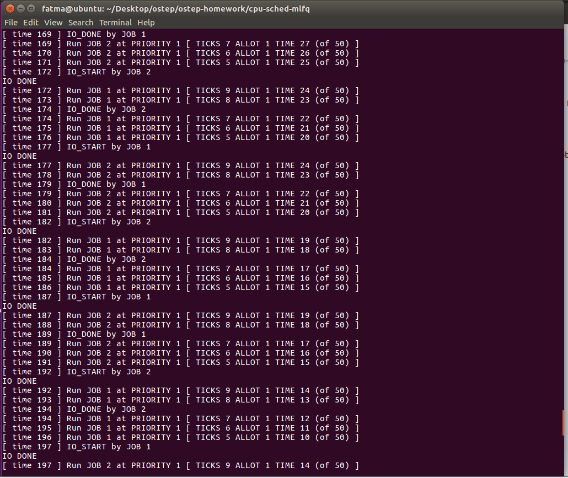 fatma@ubuntu: ~/Desktop/ostep/ostep-homework/cpu-sched-mlfq
File Edit View Search Terminal Help
[ time 169 ] IO_DONE by JOB 1
[ time 169 ] Run JOB 2 at PRIORITY 1 [ TICKS 7 ALLOT 1 TIME 27 (of 50) ]
[ time 170 ] Run JOB 2 at PRIORITY 1 [ TICKS 6 ALLOT 1 TIME 26 (of 50) ]
[ time 171 ] Run JOB 2 at PRIORITY 1 [ TICKS 5 ALLOT 1 TIME 25 (of 50) ]
[ time 172 ] IO_START by JOB 2
IO DONE
[ time 172 ] Run JOB 1 at PRIORITY 1 [ TICKS 9 ALLOT 1 TIME 24 (of 50) ]
[ time 173 ] Run JOB 1 at PRIORITY 1 [ TICKS 8 ALLOT 1 TIME 23 (of 50) ]
[ time 174 ] IO_DONE by JOB 2
[ time 174 ] Run JOB 1 at PRIORITY 1 [ TICKS 7 ALLOT 1 TIME 22 (of 50) ]
[ time 175 ] Run JOB 1 at PRIORITY 1 [ TICKS 6 ALLOT 1 TIME 21 (of 50) ]
[ time 176 ] Run JOB 1 at PRIORITY 1 [ TICKS 5 ALLOT 1 TIME 20 (of 50) ]
[ time 177 ] IO_START by JOB 1
IO DONE
[ time 177 ] Run JOB 2 at PRIORITY 1 [ TICKS 9 ALLOT 1 TIME 24 (of 50) ]
[ time 178 ] Run JOB 2 at PRIORITY 1 [ TICKS 8 ALLOT 1 TIME 23 (of 50) ]
[ time 179 ] IO_DONE by JOB 1
[ time 179 ] Run JOB 2 at PRIORITY 1 [ TICKS 7 ALLOT 1 TIME 22 (of 50) ]
[ time 180 ] Run JOB 2 at PRIORITY 1 [ TICKS 6 ALLOT 1 TIME 21 (of 50) ]
[ time 181 ] Run JOB 2 at PRIORITY 1 [ TICKS 5 ALLOT 1 TIME 20 (of 50) ]
[ time 182 ] IO_START by JOB 2
IO DONE
[ time 182 ] Run JOB 1 at PRIORITY 1 [ TICKS 9 ALLOT 1 TIME 19 (of 50) ]
[ time 183 ] Run JOB 1 at PRIORITY 1 [ TICKS 8 ALLOT 1 TIME 18 (of 50) ]
[ time 184 ] IO_DONE by JOB 2
[ time 184 ] Run JOB 1 at PRIORITY 1 [ TICKS 7 ALLOT 1 TIME 17 (of 50) ]
[ time 185 ] Run JOB 1 at PRIORITY 1 [ TICKS 6 ALLOT 1 TIME 16 (of 50) ]
[ time 186 ] Run JOB 1 at PRIORITY 1 [ TICKS 5 ALLOT 1 TIME 15 (of 50) ]
[ time 187 ] IO_START by JOB 1
IO DONE
[ time 187 ] Run JOB 2 at PRIORITY 1 [ TICKS 9 ALLOT 1 TIME 19 (of 50) ]
[ time 188 ] Run JOB 2 at PRIORITY 1 [ TICKS 8 ALLOT 1 TIME 18 (of 50) ]
[ time 189 ] IO_DONE by JOB 1
[ time 189 ] Run JOB 2 at PRIORITY 1 [ TICKS 7 ALLOT 1 TIME 17 (of 50) ]
[ time 190 ] Run JOB 2 at PRIORITY 1 [ TICKS 6 ALLOT 1 TIME 16 (of 50) ]
[ time 191 ] Run JOB 2 at PRIORITY 1 [ TICKS 5 ALLOT 1 TIME 15 (of 50) ]
[ time 192 ] IO_START by JOB 2
IO DONE
[ time 192 ] Run JOB 1 at PRIORITY 1 [ TICKS 9 ALLOT 1 TIME 14 (of 50) ]
[ time 193 ] Run JOB 1 at PRIORITY 1 [ TICKS 8 ALLOT 1 TIME 13 (of 50) ]
[ time 194 ] IO_DONE by JOB 2
[ time 194 ] Run JOB 1 at PRIORITY 1 [ TICKS 7 ALLOT 1 TIME 12 (of 50) ]
[ time 195 ] Run JOB 1 at PRIORITY 1 [ TICKS 6 ALLOT 1 TIME 11 (of 50) ]
[ time 196 ] Run JOB 1 at PRIORITY 1 [ TICKS 5 ALLOT 1 TIME 10 (of 50) ]
[ time 197 ] IO_START by JOB 1
IO DONE
[ time 197 ] Run JOB 2 at PRIORITY 1 [ TICKS 9 ALLOT 1 TIME 14 (of 50) ]